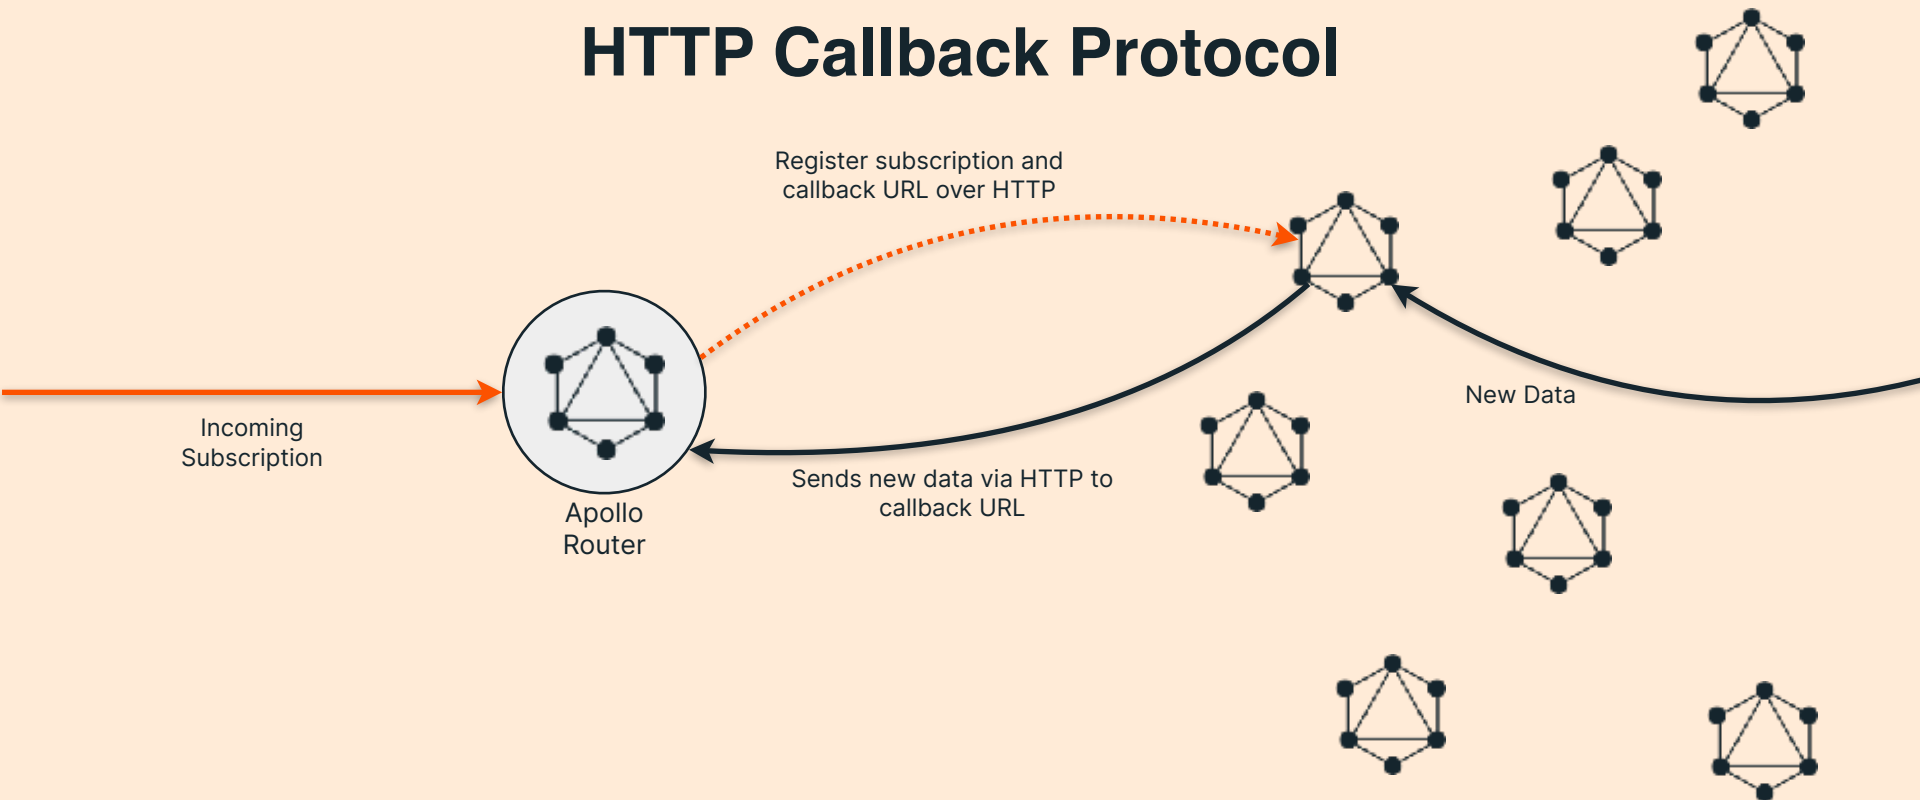 HTTP Callback Protocol
Register subscription and
callback URL over HTTP
Incoming
Subscription
Apollo
Router
Sends new data via HTTP to
callback URL
New Data